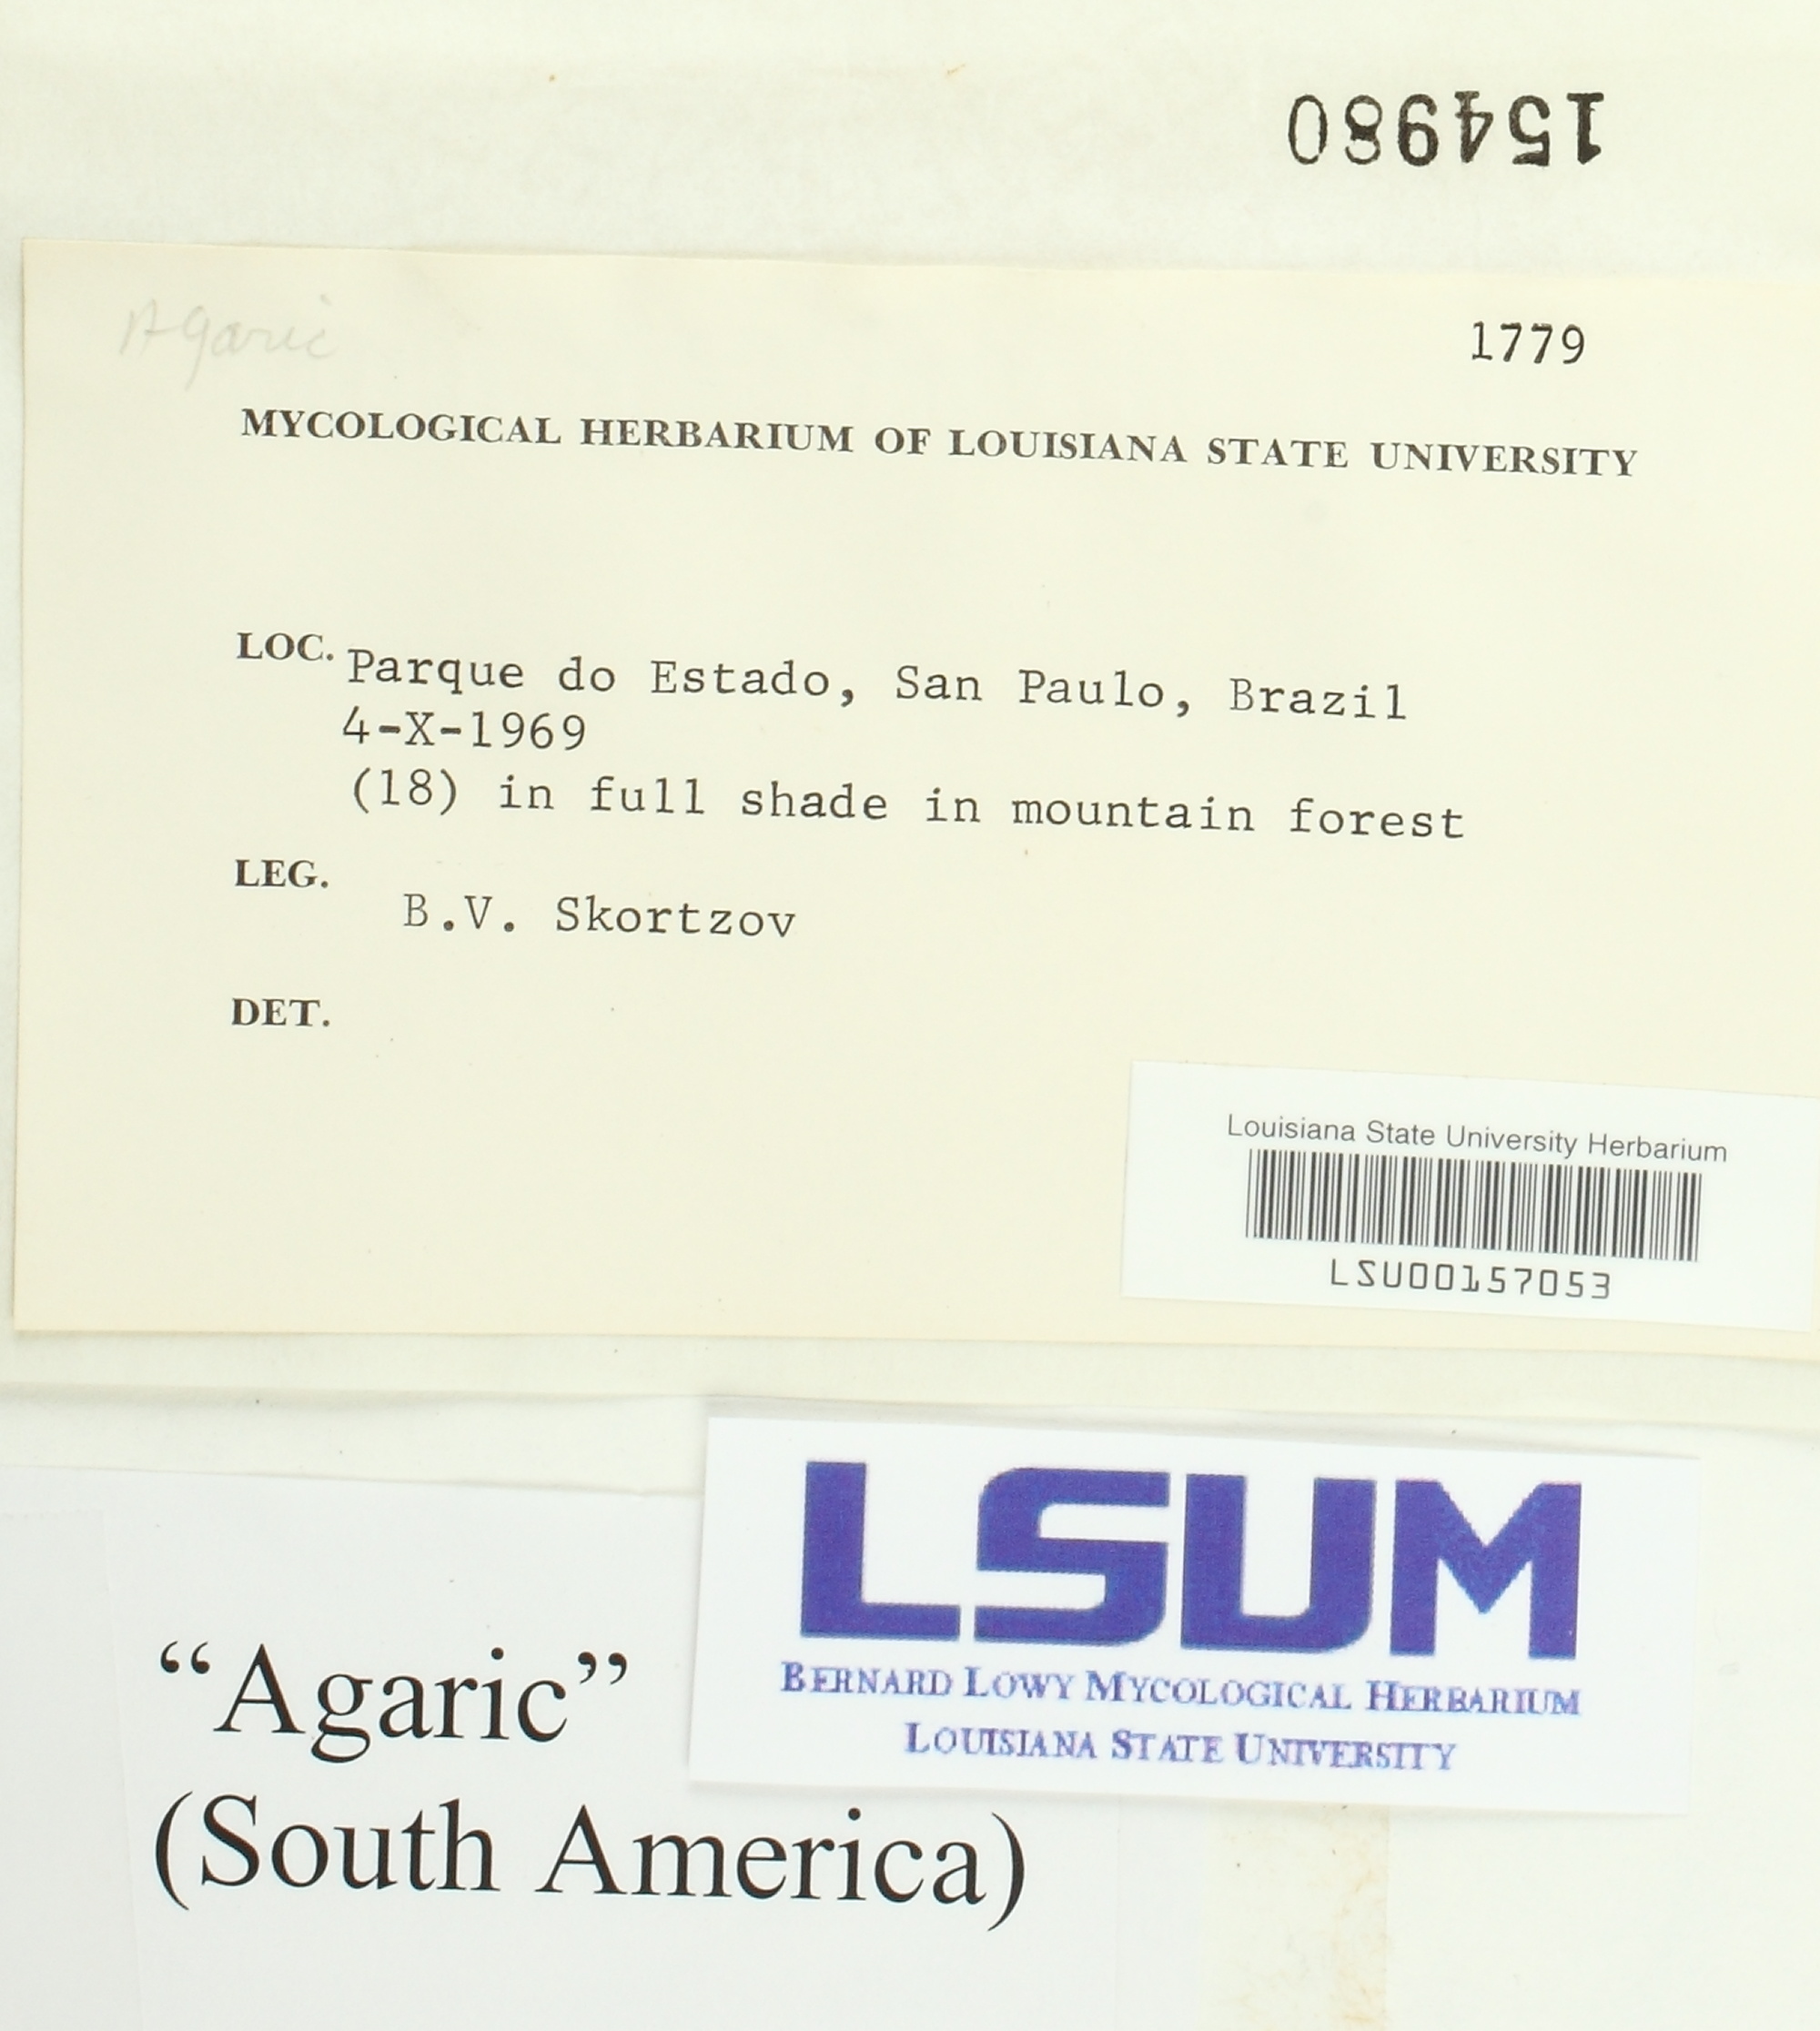 154980
Agaric
1779
MYCOLOGICAL HERBARIUM OF LOUISIANA STATE UNIVERSITY
LOC. Parque do Estado, San Paulo, Brazil
4-X-1969
(18) in full shade in mountain forest
LEG. B.V. Skortzov
DET.
Louisiana State University Herbarium
LSU00157053
LSUM
BERNARD LOWY MYCOLOGICAL HERBARIUM
LOUISIANA STATE UNIVERSITY
“Agaric”
(South America)